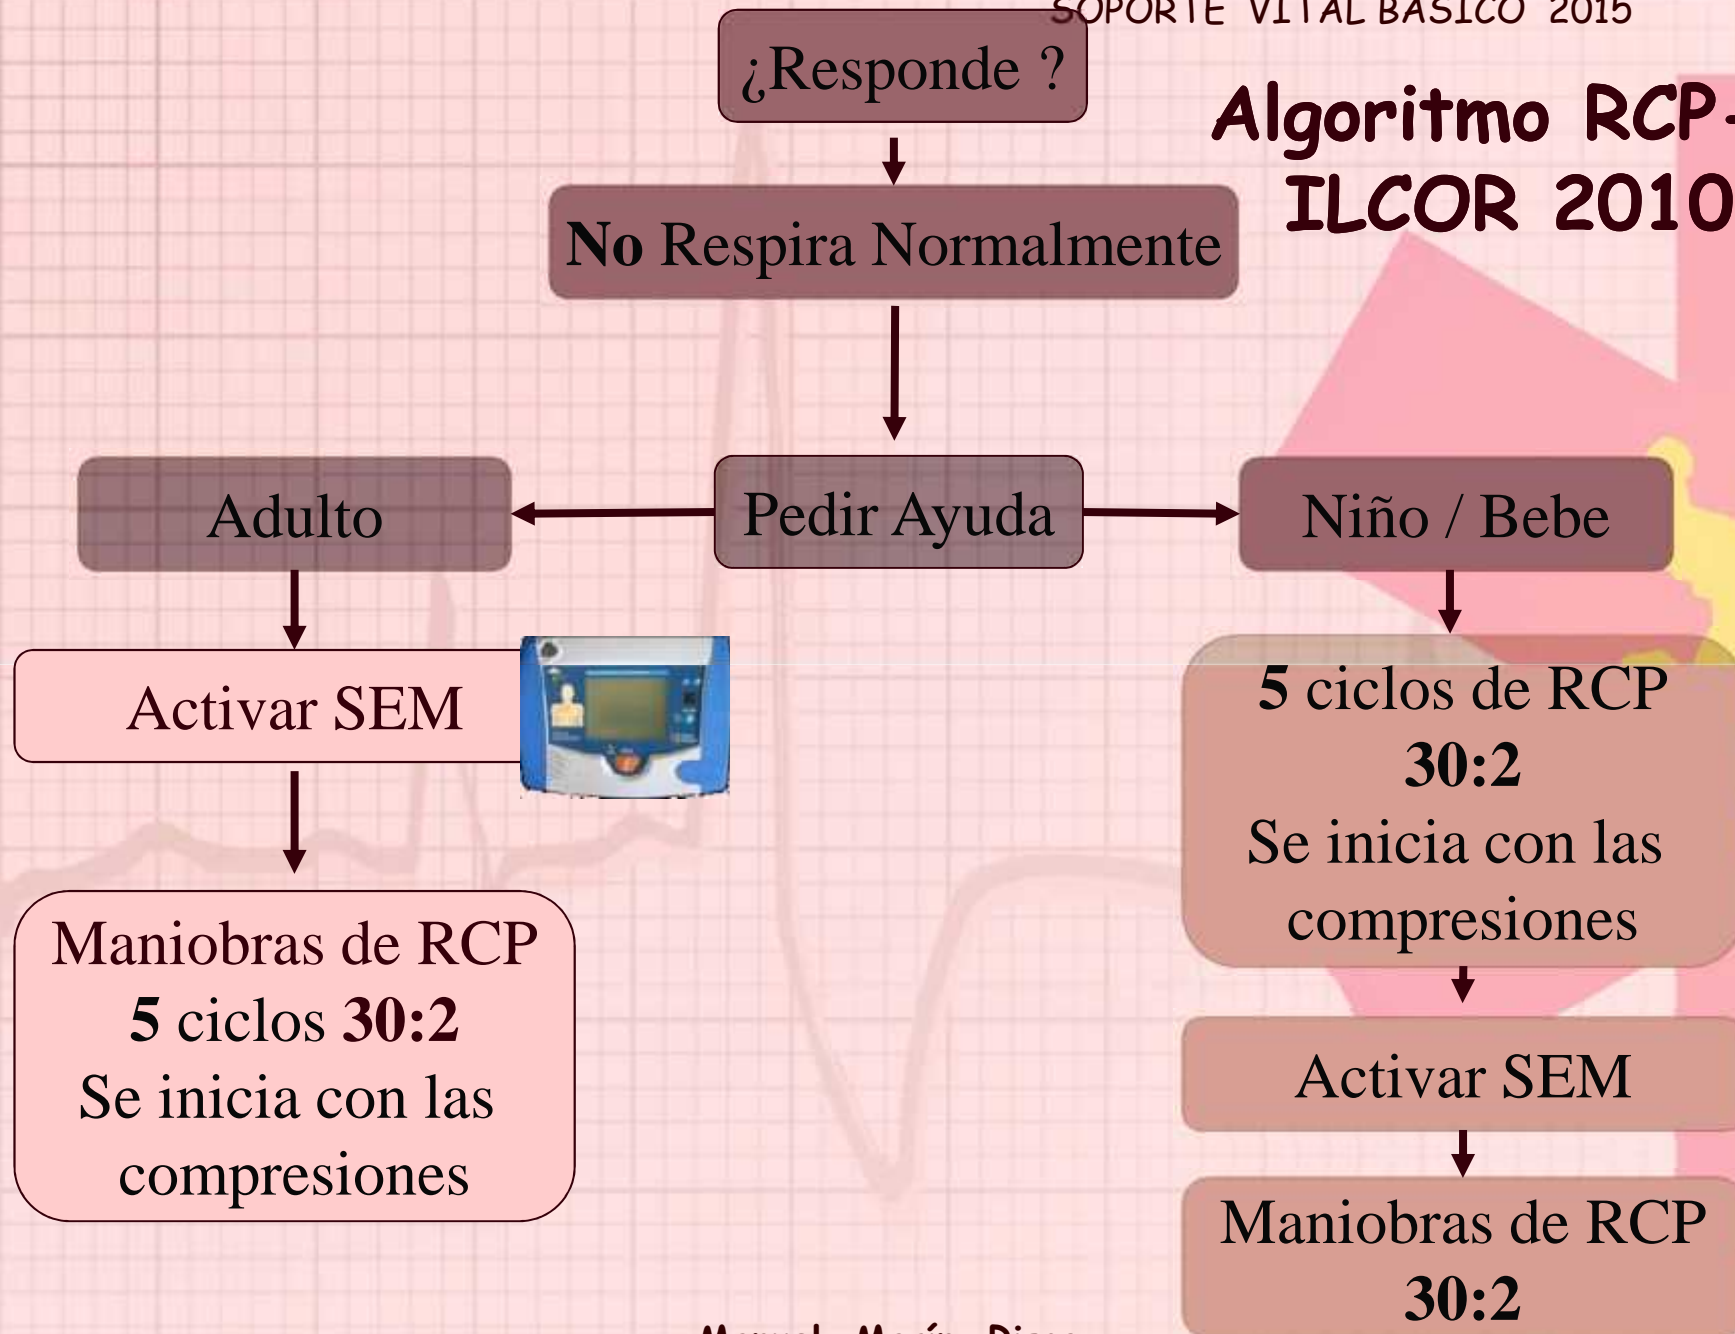 SOPORTE VITAL BASICO 2015
¿Responde ?
Algoritmo RCP-
ILCOR 2010
No Respira Normalmente
Adulto
Pedir Ayuda
Niño / Bebe
Activar SEM
5 ciclos de RCP
30:2
Se inicia con las
compresiones
Maniobras de RCP
5 ciclos 30:2
Se inicia con las
compresiones
Activar SEM
Maniobras de RCP
30:2